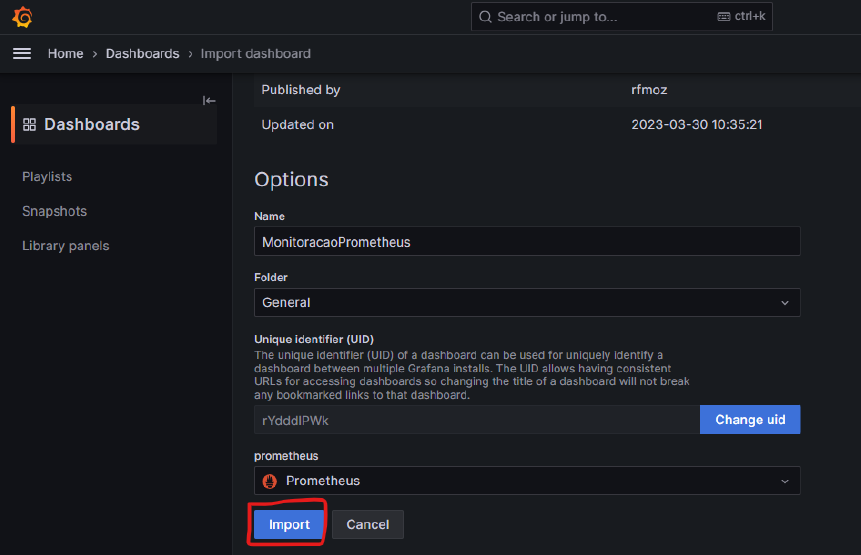 Search or jump to... ctrl+k
Home > Dashboards > Import dashboard
Dashboards
Playlists
Snapshots
Library panels
Published by rfmoz
Updated on 2023-03-30 10:35:21
Options
Name
MonitoracaoPrometheus
Folder
General
Unique identifier (UID)
The unique identifier (UID) of a dashboard can be used for uniquely identify a
dashboard between multiple Grafana installs. The UID allows having consistent
URLs for accessing dashboards so changing the title of a dashboard will not break
any bookmarked links to that dashboard.
rYdddlPWk Change uid
prometheus
Prometheus
Import Cancel